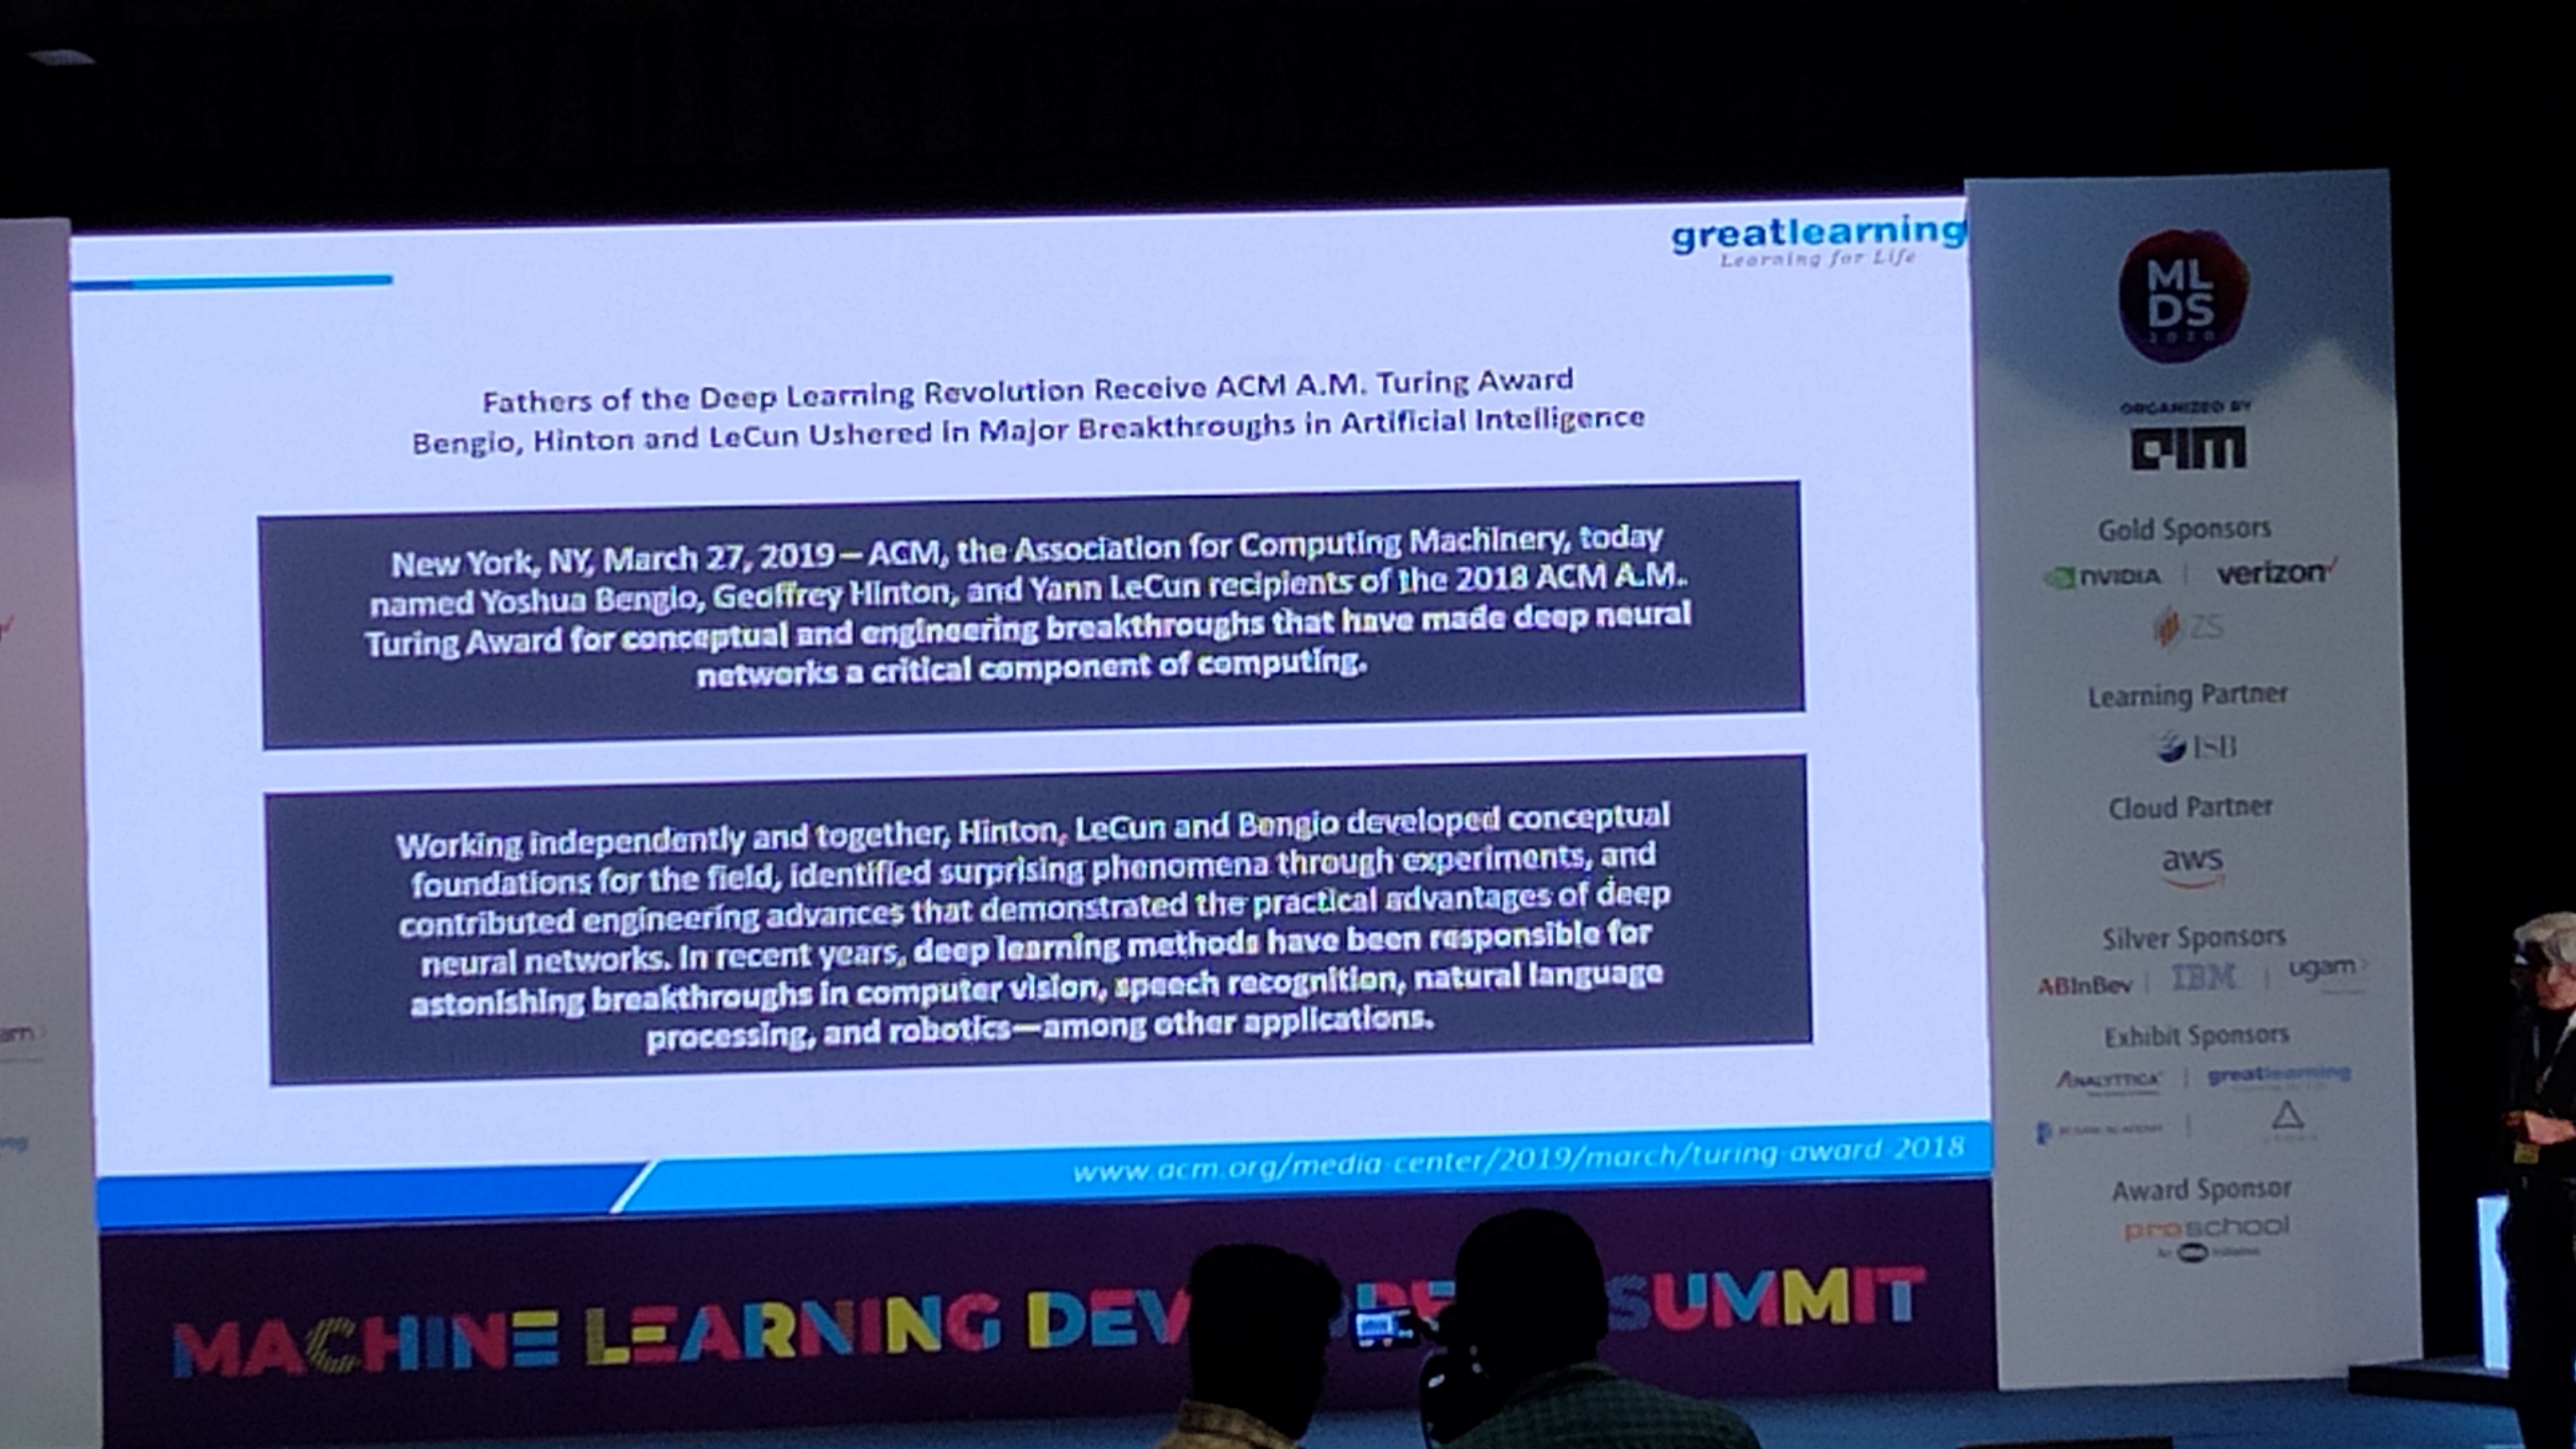 greatlearning
Learning for Life
Fathers of the Deep Learning Revolution Receive ACM A.M. Turing Award
Bengio, Hinton and LeCun Ushered in Major Breakthroughs in Artificial Intelligence
New York, NY, March 27, 2019 – ACM, the Association for Computing Machinery, today
named Yoshua Bengio, Geoffrey Hinton, and Yann LeCun recipients of the 2018 ACM A.M.
Turing Award for conceptual and engineering breakthroughs that have made deep neural
networks a critical component of computing.
Working independently and together, Hinton, LeCun and Bengio developed conceptual
foundations for the field, identified surprising phenomena through experiments, and
contributed engineering advances that demonstrated the practical advantages of deep
neural networks. In recent years, deep learning methods have been responsible for
astonishing breakthroughs in computer vision, speech recognition, natural language
processing, and robotics—among other applications.
www.acm.org/media-center/2019/march/turing-award-2018
MACHINE LEARNING DEV SUMMIT
ML
DS
2020
ORGANIZED BY
AIM
Gold Sponsors
NVIDIA | verizon
ZS
Learning Partner
ISB
Cloud Partner
aws
Silver Sponsors
ABInBev | IBM | ugam
Exhibit Sponsors
ANALYTTICA | greatlearning
Award Sponsor
proschool